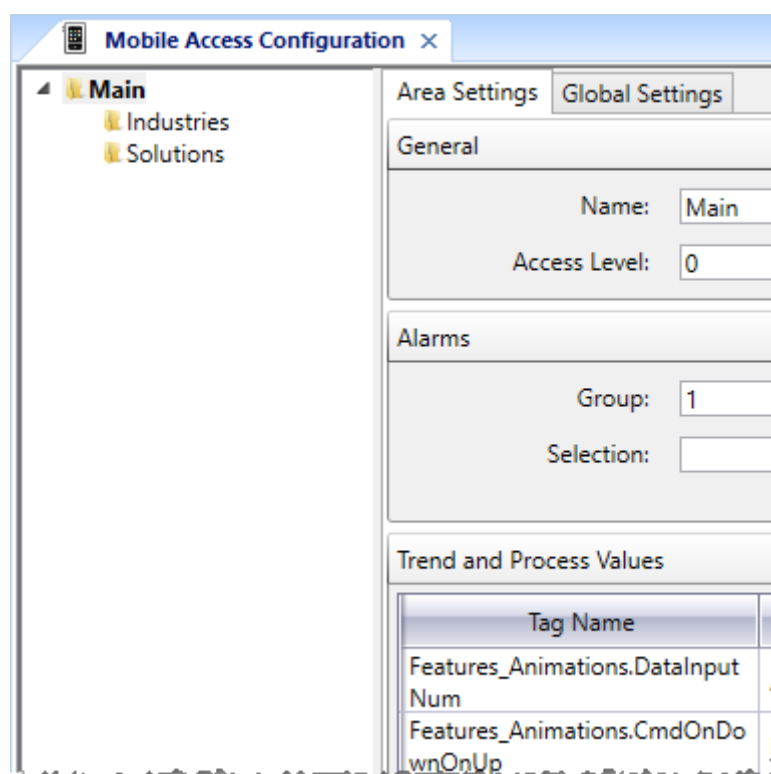 Mobile Access Configuration ×
Main
Industries
Solutions
Area Settings Global Settings
General
Name: Main
Access Level: 0
Alarms
Group: 1
Selection:
Trend and Process Values
Tag Name
Features_Animations.DataInput
Num
Features_Animations.CmdOnDo
wnOnUp